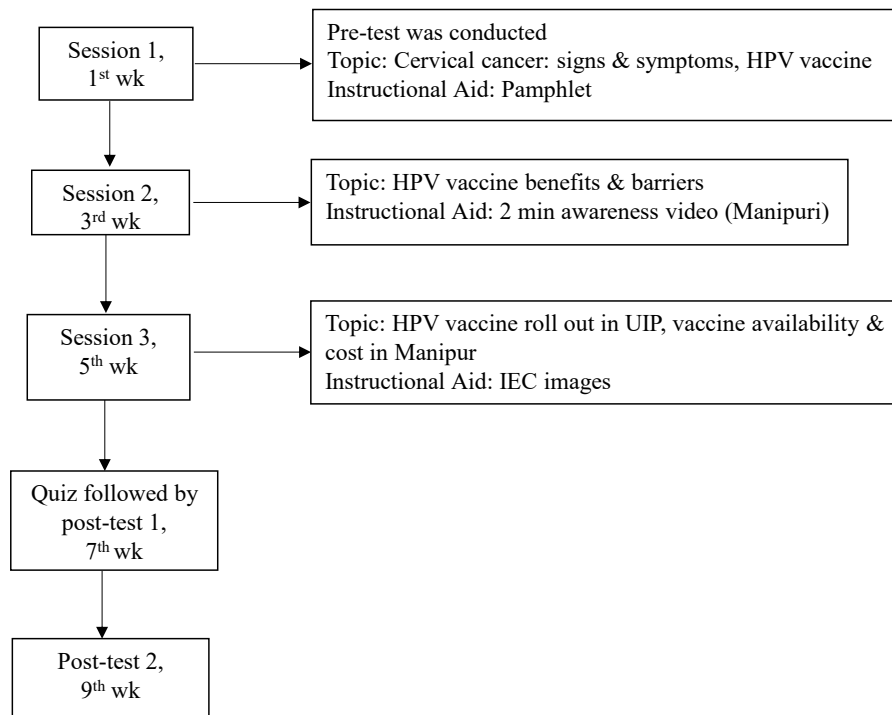 Session 1,
1st wk
Pre-test was conducted
Topic: Cervical cancer: signs & symptoms, HPV vaccine
Instructional Aid: Pamphlet
Session 2,
3rd wk
Topic: HPV vaccine benefits & barriers
Instructional Aid: 2 min awareness video (Manipuri)
Session 3,
5th wk
Topic: HPV vaccine roll out in UIP, vaccine availability &
cost in Manipur
Instructional Aid: IEC images
Quiz followed by
post-test 1,
7th wk
Post-test 2,
9th wk